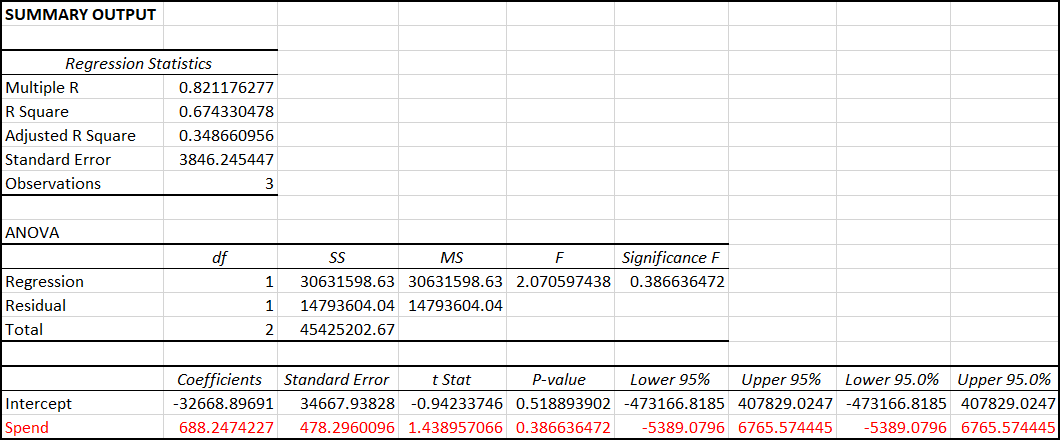 SUMMARY OUTPUT
Regression Statistics
Multiple R 0.821176277
R Square 0.674330478
Adjusted R Square 0.348660956
Standard Error 3846.245447
Observations 3
ANOVA
df SS MS F Significance F
Regression 1 30631598.63 30631598.63 2.070597438 0.386636472
Residual 1 14793604.04 14793604.04
Total 2 45425202.67
Coefficients Standard Error t Stat P-value Lower 95% Upper 95% Lower 95.0% Upper 95.0%
Intercept -32668.89691 34667.93828 -0.94233746 0.518893902 -473166.8185 407829.0247 -473166.8185 407829.0247
Spend 688.2474227 478.2960096 1.438957066 0.386636472 -5389.0796 6765.574445 -5389.0796 6765.574445